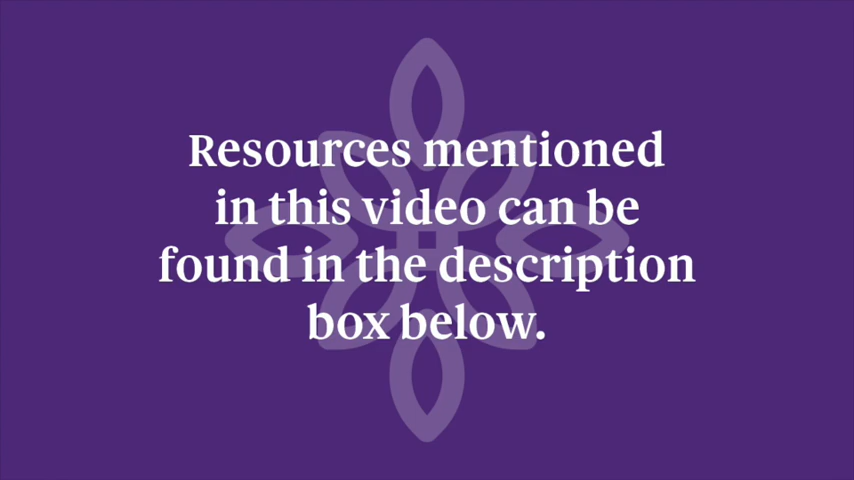 Resources mentioned
in this video can be
found in the description
box below.